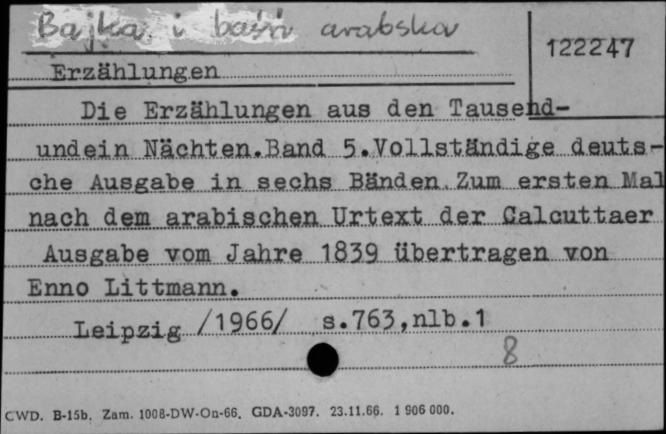 Bajka i baśń arabska
122247
Erzählungen
Die Erzählungen aus den Tausend-
undein Nächten.Band 5.Vollständige deuts-
che Ausgabe in sechs Bänden.Zum ersten Mal
nach dem arabischen Urtext der Calcuttaer
Ausgabe vom Jahre 1839 übertragen von
Enno Littmann.
Leipzig /1966/ s.763,nlb.1
8
CWD. B-15b. Zam. 1008-DW-On-66. GDA-3097. 23.11.66. 1 906 000.